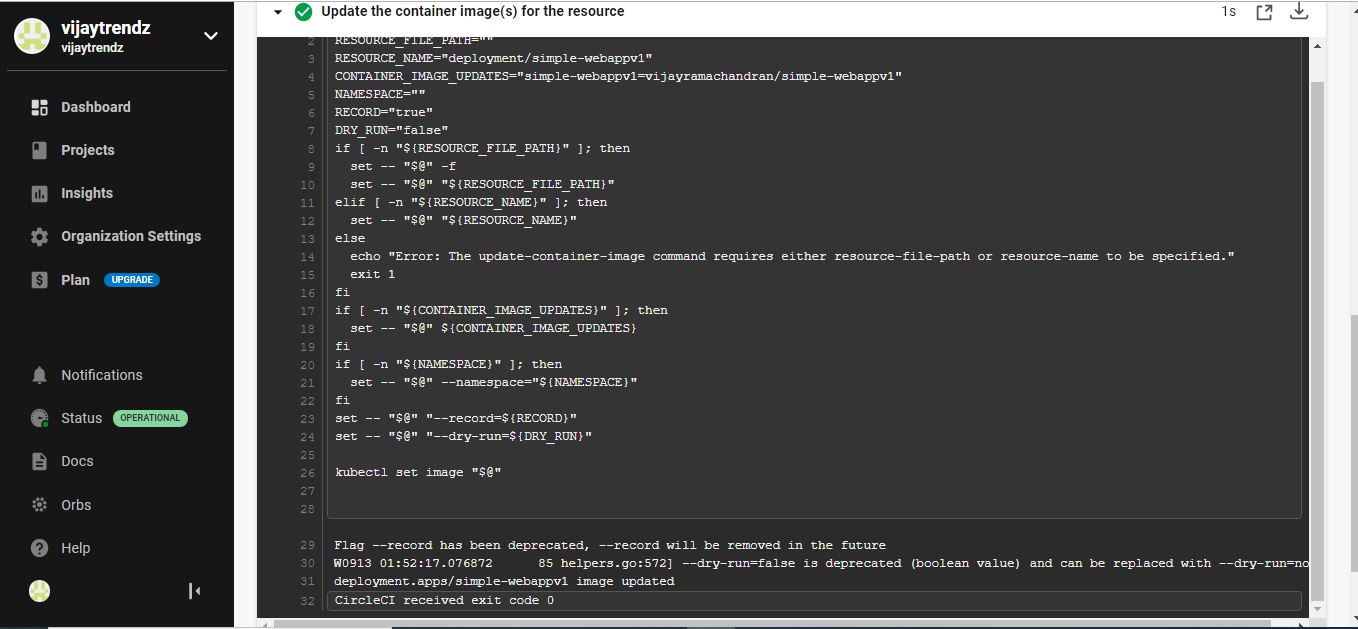 vijaytrendz
vijaytrendz
Dashboard
Projects
Insights
Organization Settings
Plan UPGRADE
Notifications
Status OPERATIONAL
Docs
Orbs
Help
Update the container image(s) for the resource 1s
2 RESOURCE_FILE_PATH=""
3 RESOURCE_NAME="deployment/simple-webappv1"
4 CONTAINER_IMAGE_UPDATES="simple-webappv1=vijayramachandran/simple-webappv1"
5 NAMESPACE=""
6 RECORD="true"
7 DRY_RUN="false"
8 if [ -n "${RESOURCE_FILE_PATH}" ]; then
9 set -- "$@" -f
10 set -- "$@" "${RESOURCE_FILE_PATH}"
11 elif [ -n "${RESOURCE_NAME}" ]; then
12 set -- "$@" "${RESOURCE_NAME}"
13 else
14 echo "Error: The update-container-image command requires either resource-file-path or resource-name to be specified."
15 exit 1
16 fi
17 if [ -n "${CONTAINER_IMAGE_UPDATES}" ]; then
18 set -- "$@" ${CONTAINER_IMAGE_UPDATES}
19 fi
20 if [ -n "${NAMESPACE}" ]; then
21 set -- "$@" --namespace="${NAMESPACE}"
22 fi
23 set -- "$@" "--record=${RECORD}"
24 set -- "$@" "--dry-run=${DRY_RUN}"
25
26 kubectl set image "$@"
27
28
29 Flag --record has been deprecated, --record will be removed in the future
30 W0913 01:52:17.076872 85 helpers.go:572] --dry-run=false is deprecated (boolean value) and can be replaced with --dry-run=no
31 deployment.apps/simple-webappv1 image updated
32 CircleCI received exit code 0